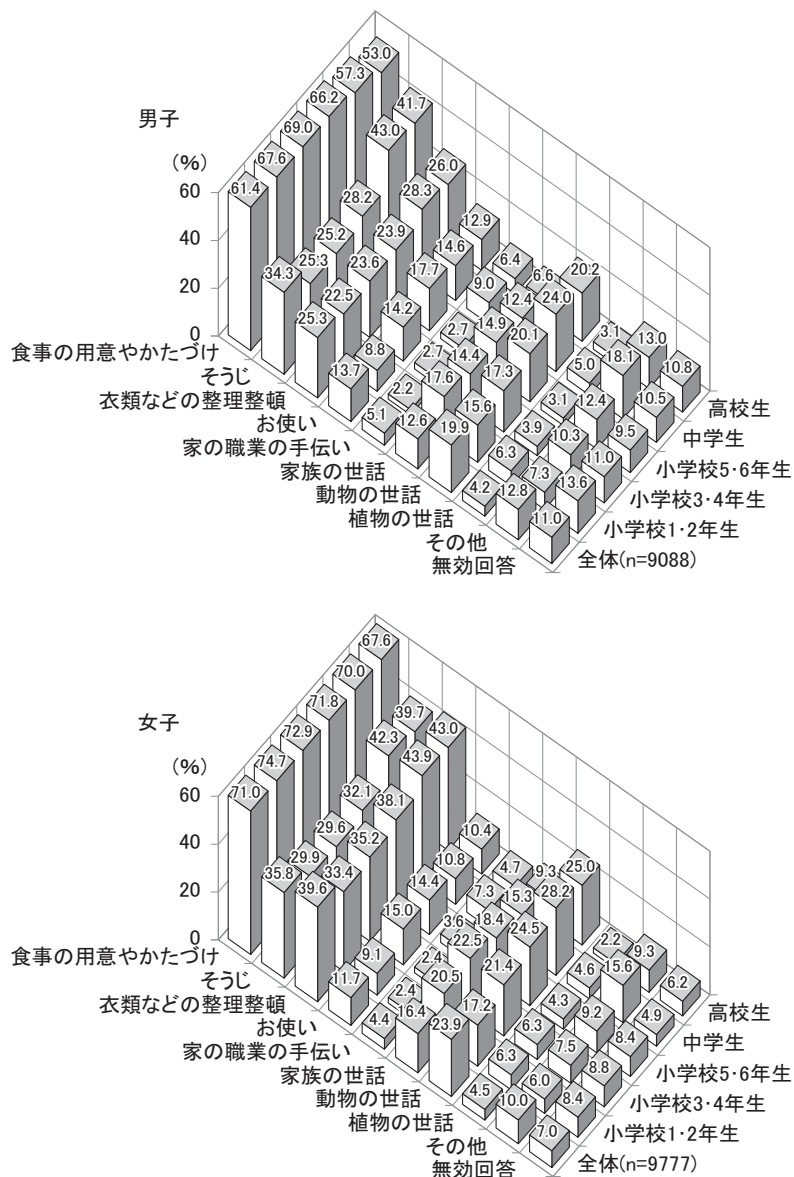 男子
(%)
60
40
20
0
53.0 41.7 26.0 12.9 6.4 6.6 20.2 3.1 13.0 10.8
57.3 43.0 28.3 14.6 9.0 12.4 24.0 5.0 18.1 10.5
66.2 28.2 23.9 17.7 2.7 14.9 20.1 3.1 12.4 9.5
69.0 25.2 23.6 14.2 2.7 14.4 17.3 3.9 10.3 11.0
67.6 25.3 22.5 8.8 2.2 17.6 15.6 6.3 7.3 13.6
61.4 34.3 25.3 13.7 5.1 12.6 19.9 4.2 12.8 11.0
食事の用意やかたづけ
そうじ
衣類などの整理整頓
お使い
家の職業の手伝い
家族の世話
動物の世話
植物の世話
その他
無効回答
高校生
中学生
小学校5・6年生
小学校3・4年生
小学校1・2年生
全体(n=9088)
女子
(%)
60
40
20
0
67.6 39.7 43.0 10.4 4.7 9.3 25.0 2.2 9.3 6.2
70.0 42.3 43.9 10.8 7.3 15.3 28.2 4.6 15.6 4.9
71.8 32.1 38.1 14.4 3.6 18.4 24.5 4.3 9.2 8.4
72.9 29.6 35.2 15.0 2.4 22.5 21.4 6.3 7.5 8.8
74.7 29.9 33.4 9.1 2.4 20.5 17.2 6.3 6.0 8.4
71.0 35.8 39.6 11.7 4.4 16.4 23.9 4.5 10.0 7.0
食事の用意やかたづけ
そうじ
衣類などの整理整頓
お使い
家の職業の手伝い
家族の世話
動物の世話
植物の世話
その他
無効回答
高校生
中学生
小学校5・6年生
小学校3・4年生
小学校1・2年生
全体(n=9777)